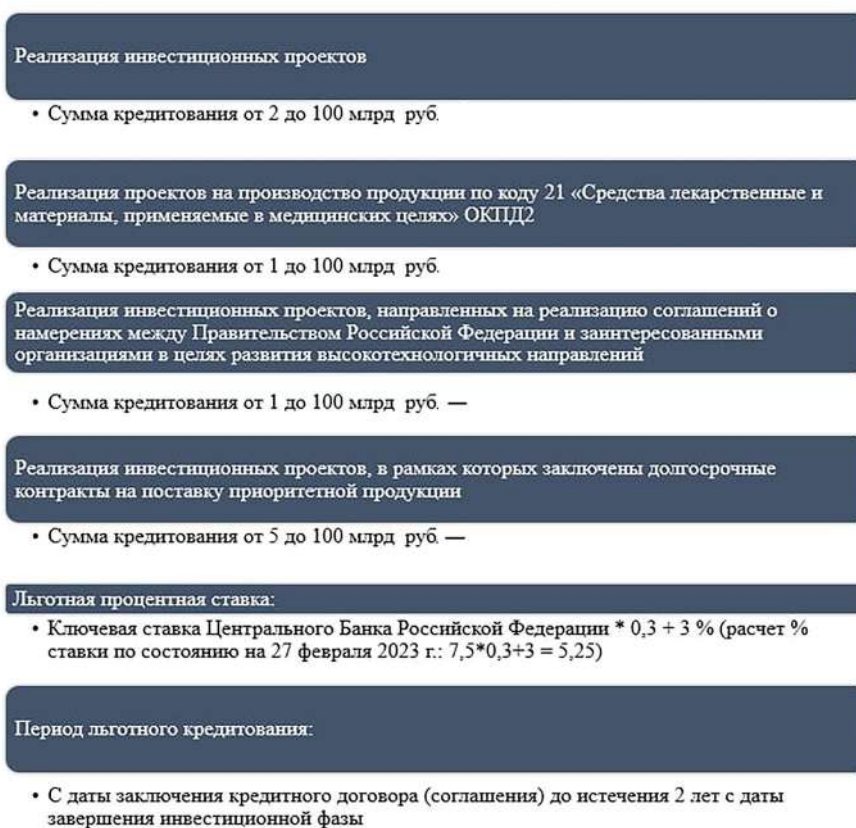 Реализация инвестиционных проектов
• Сумма кредитования от 2 до 100 млрд руб.
Реализация проектов на производство продукции по коду 21 «Средства лекарственные и
материалы, применяемые в медицинских целях» ОКПД2
• Сумма кредитования от 1 до 100 млрд руб.
Реализация инвестиционных проектов, направленных на реализацию соглашений о
намерениях между Правительством Российской Федерации и заинтересованными
организациями в целях развития высокотехнологичных направлений
• Сумма кредитования от 1 до 100 млрд руб. —
Реализация инвестиционных проектов, в рамках которых заключены долгосрочные
контракты на поставку приоритетной продукции
• Сумма кредитования от 5 до 100 млрд руб. —
Льготная процентная ставка:
• Ключевая ставка Центрального Банка Российской Федерации * 0,3 + 3 % (расчет %
ставки по состоянию на 27 февраля 2023 г.: 7,5*0,3+3 = 5,25)
Период льготного кредитования:
• С даты заключения кредитного договора (соглашения) до истечения 2 лет с даты
завершения инвестиционной фазы